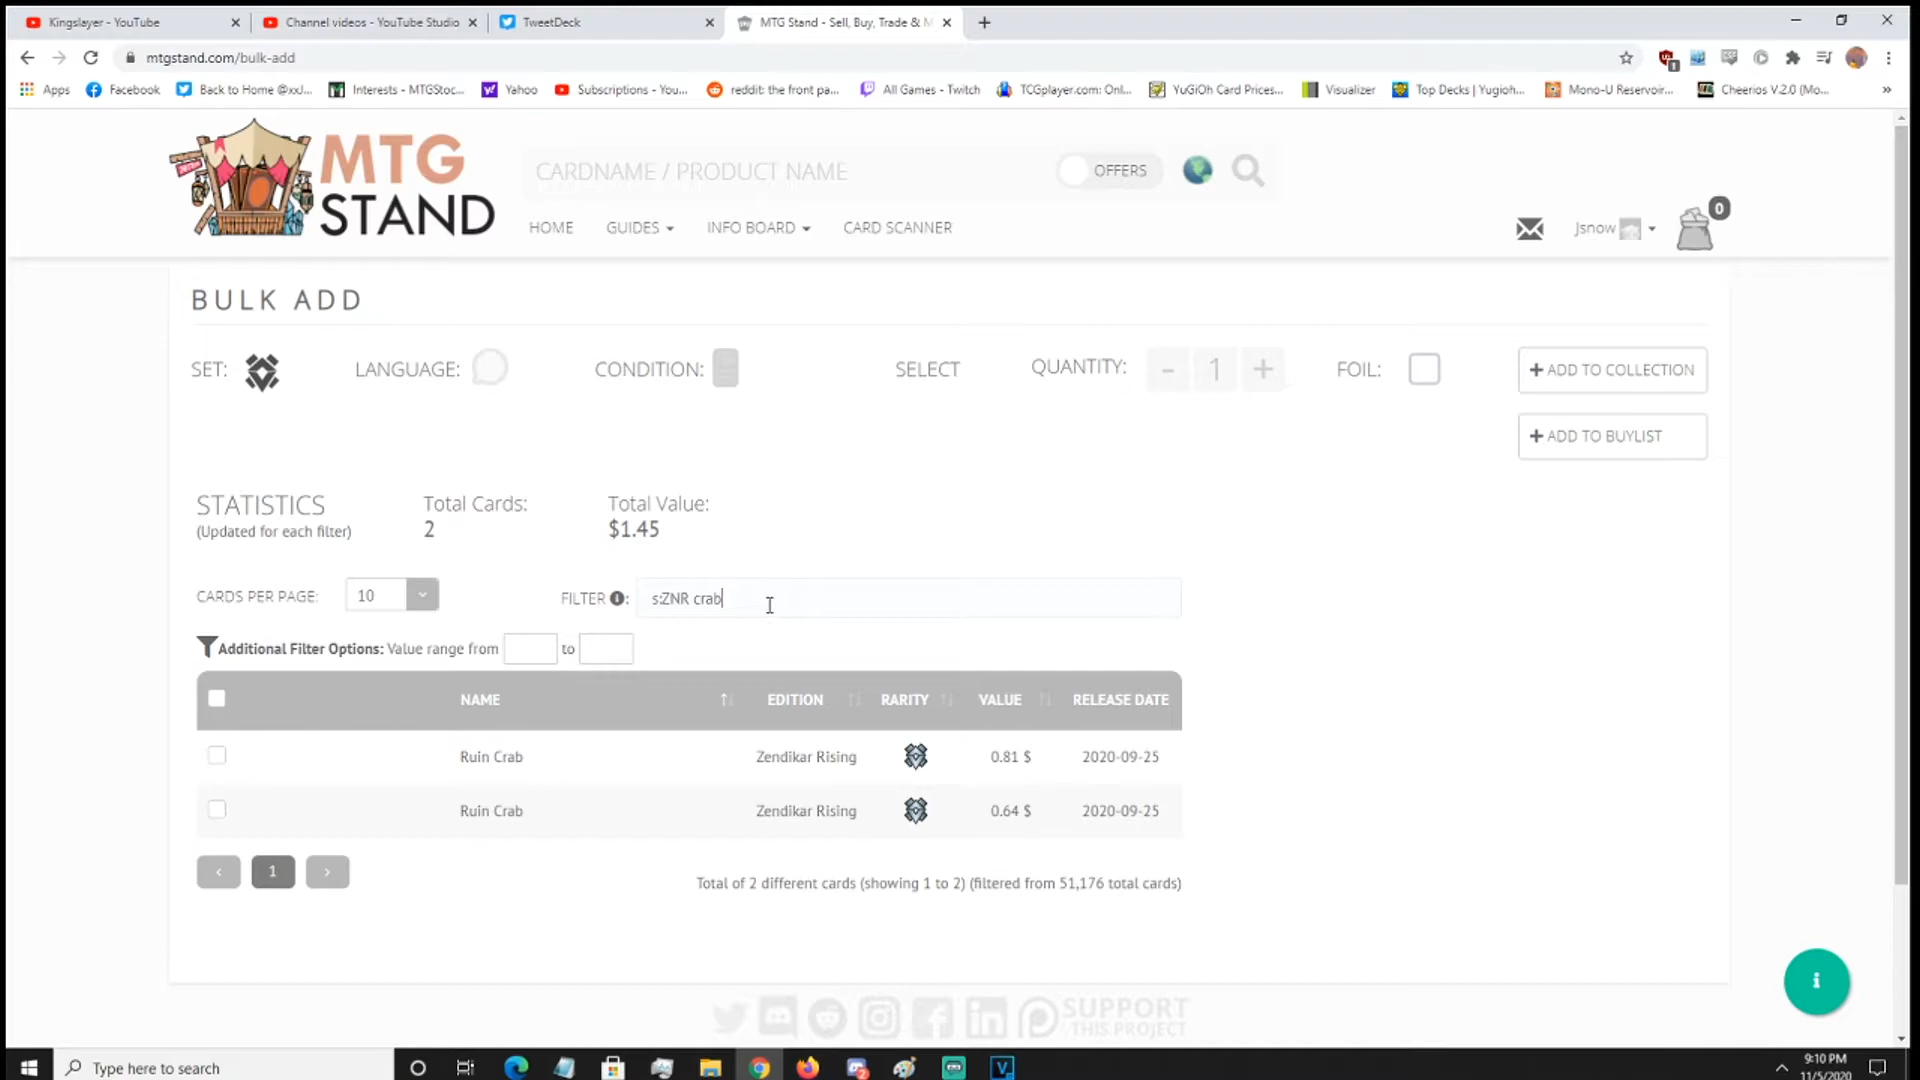 Kingslayer - YouTube
Channel videos - YouTube Studio
TweetDeck
MTG Stand - Sell, Buy, Trade & M
mtgstand.com/bulk-add
1
Apps
Facebook
Back to Home @xxJ...
Interests - MTGStoc...
Yahoo
Subscriptions - You...
reddit: the front pa...
All Games - Twitch
TCGplayer.com: Onl...
YuGiOh Card Prices...
Visualizer
Top Decks | Yugioh...
Mono-U Reservoir...
Cheerios V.2.0 (Mo...
»
MTG
STAND
CARDNAME / PRODUCT NAME
OFFERS
HOME
GUIDES
INFO BOARD
CARD SCANNER
Jsnow
0
BULK ADD
SET:
LANGUAGE:
CONDITION:
SELECT
QUANTITY:
- 1 +
FOIL:
+ ADD TO COLLECTION
+ ADD TO BUYLIST
STATISTICS
(Updated for each filter)
Total Cards:
2
Total Value:
$1.45
CARDS PER PAGE:
10
FILTER i:
s:ZNR crab
Additional Filter Options: Value range from
to
NAME
EDITION
RARITY
VALUE
RELEASE DATE
Ruin Crab
Zendikar Rising
0.81 $
2020-09-25
Ruin Crab
Zendikar Rising
0.64 $
2020-09-25
‹
1
›
Total of 2 different cards (showing 1 to 2) (filtered from 51,176 total cards)
i
SUPPORT
THIS PROJECT
Type here to search
9:10 PM
11/5/2020